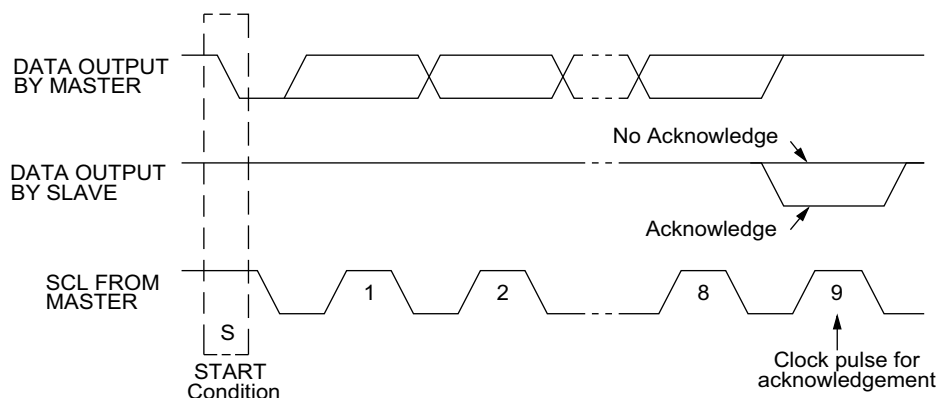 DATA OUTPUT
BY MASTER
No Acknowledge
DATA OUTPUT
BY SLAVE
Acknowledge
SCL FROM
MASTER
1
2
8
9
S
START
Condition
Clock pulse for
acknowledgement